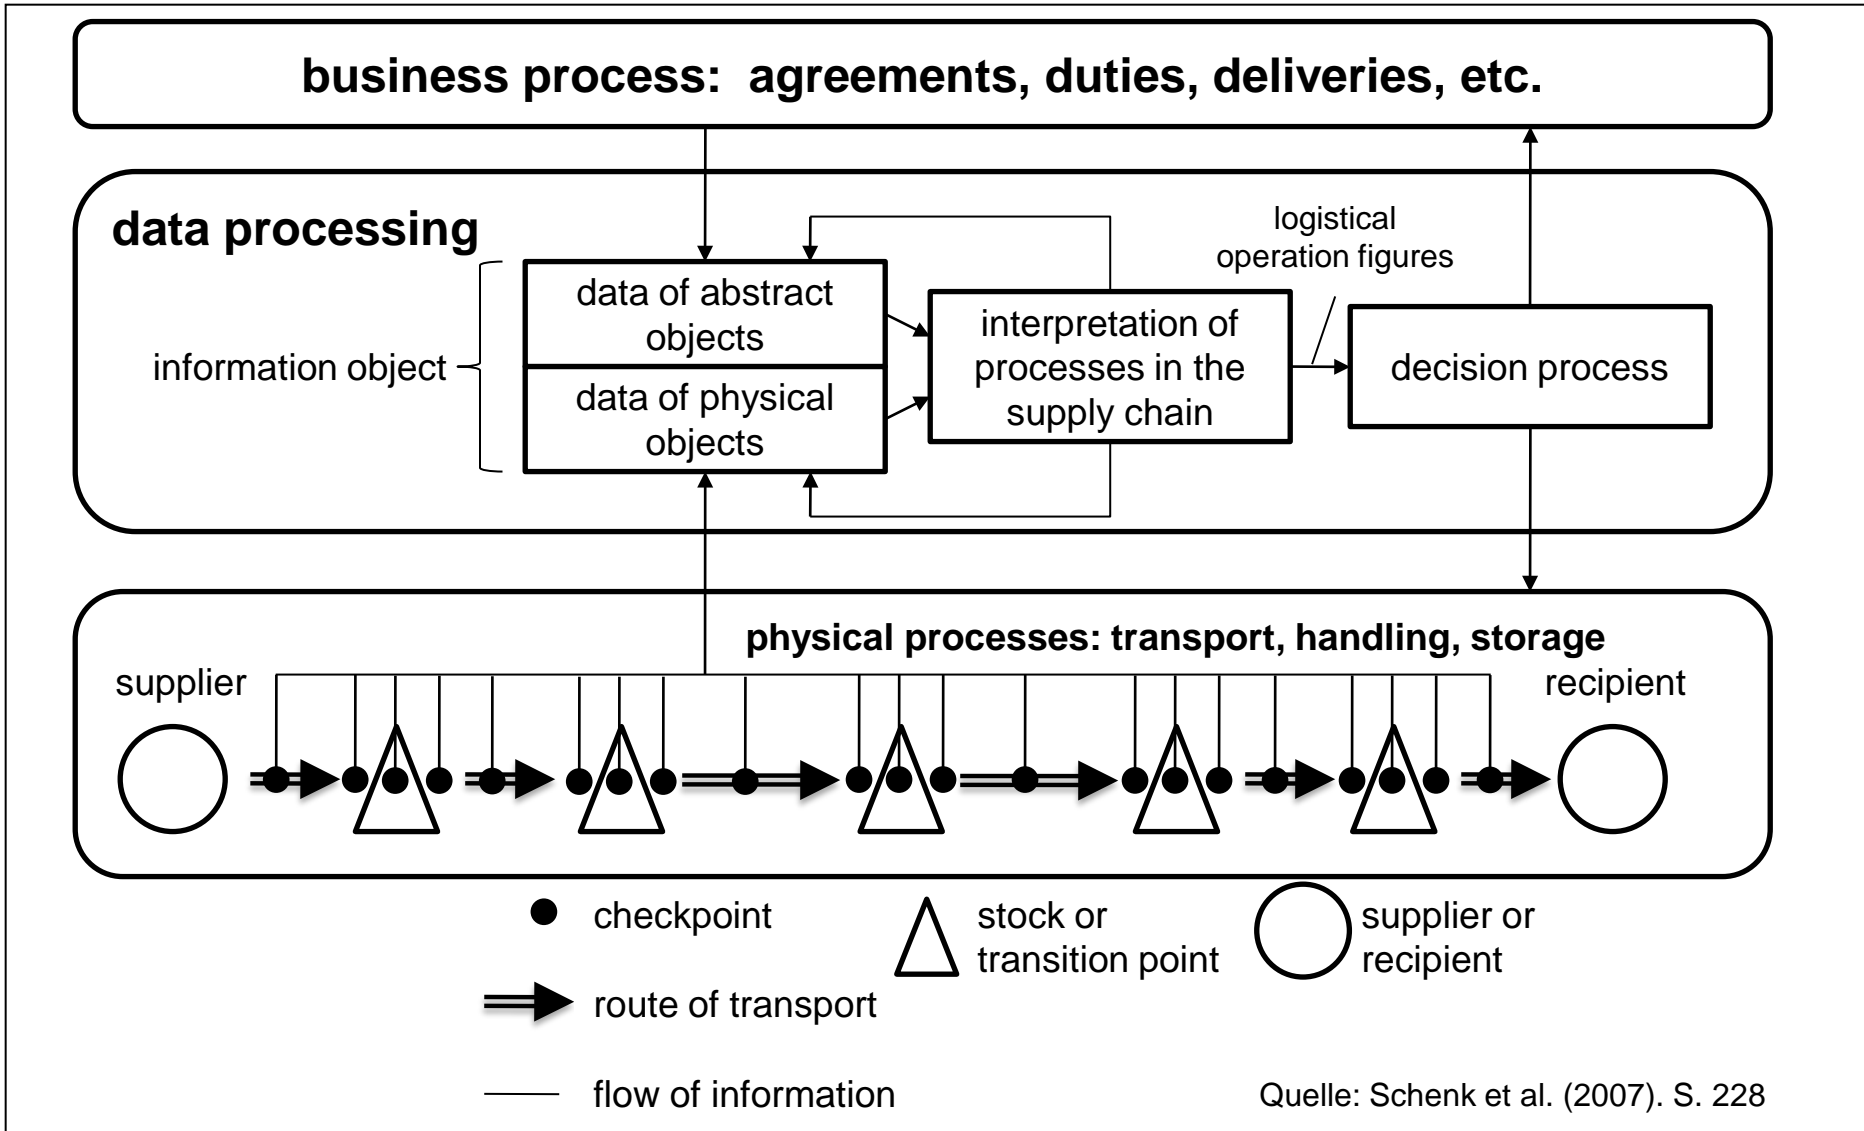 business process:  agreements, duties, deliveries, etc.
data processing
logistical
operation figures
data of abstract
objects
information object
data of physical
objects
interpretation of
processes in the
supply chain
decision process
physical processes: transport, handling, storage
supplier
recipient
checkpoint
stock or
transition point
supplier or
recipient
route of transport
flow of information
Quelle: Schenk et al. (2007). S. 228